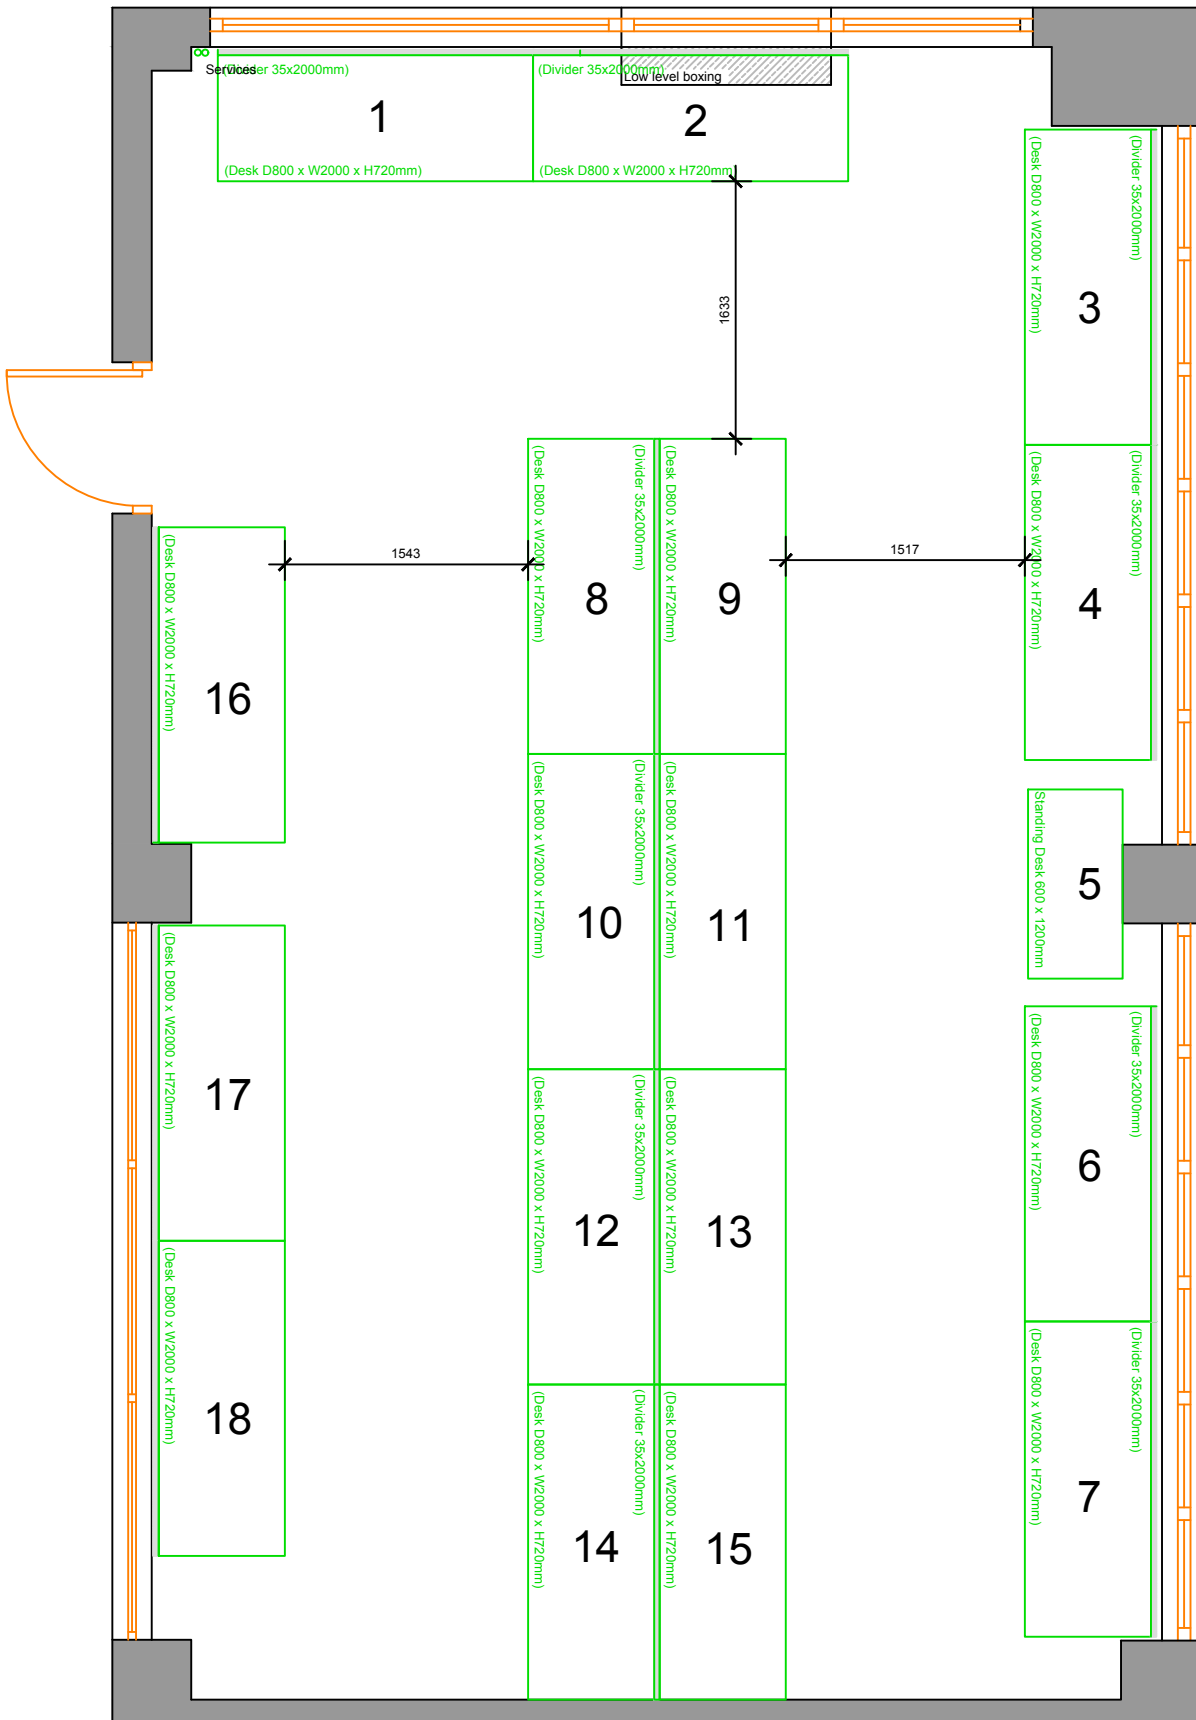 Services
(Divider 35x2000mm)
(Divider 35x2000mm)
Low level boxing
1
2
(Desk D800 x W2000 x H720mm)
(Desk D800 x W2000 x H720mm)
(Divider 35x2000mm)
(Desk D800 x W2000 x H720mm)
3
1633
(Divider 35x2000mm)
(Desk D800 x W2000 x H720mm)
4
(Desk D800 x W2000 x H720mm)
(Divider 35x2000mm)
8
(Desk D800 x W2000 x H720mm)
9
1543
1517
(Desk D800 x W2000 x H720mm)
16
Standing Desk 600 x 1200mm
5
(Desk D800 x W2000 x H720mm)
(Divider 35x2000mm)
10
(Desk D800 x W2000 x H720mm)
11
(Desk D800 x W2000 x H720mm)
17
(Divider 35x2000mm)
(Desk D800 x W2000 x H720mm)
6
(Desk D800 x W2000 x H720mm)
(Divider 35x2000mm)
12
(Desk D800 x W2000 x H720mm)
13
(Desk D800 x W2000 x H720mm)
18
(Divider 35x2000mm)
(Desk D800 x W2000 x H720mm)
7
(Desk D800 x W2000 x H720mm)
(Divider 35x2000mm)
14
(Desk D800 x W2000 x H720mm)
15